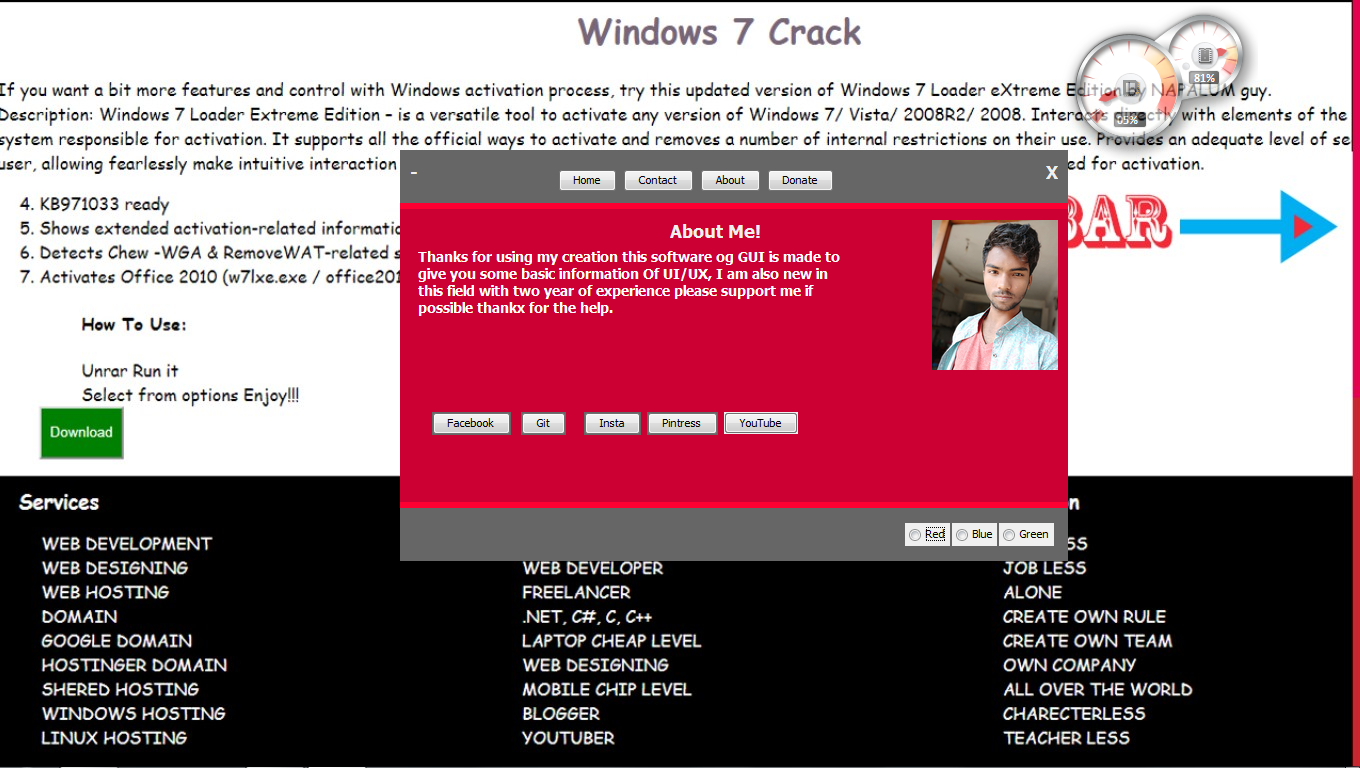 Windows 7 Crack
If you want a bit more features and control with Windows activation process, try this updated version of Windows 7 Loader eXtreme Edition by NAPALUM guy.
Description: Windows 7 Loader Extreme Edition – is a versatile tool to activate any version of Windows 7/ Vista/ 2008R2/ 2008. Interacts directly with elements of the
system responsible for activation. It supports all the official ways to activate and removes a number of internal restrictions on their use. Provides an adequate level of se
user, allowing fearlessly make intuitive interaction ed for activation.
81%
05%
4. KB971033 ready
5. Shows extended activation-related informatio
6. Detects Chew -WGA & RemoveWAT-related s
7. Activates Office 2010 (w7lxe.exe / office201
BAR
How To Use:
Unrar Run it
Select from options Enjoy!!!
Download
- X
Home Contact About Donate
About Me!
Thanks for using my creation this software og GUI is made to
give you some basic information Of UI/UX, I am also new in
this field with two year of experience please support me if
possible thankx for the help.
Facebook Git Insta Pintress YouTube
Red Blue Green
Services
WEB DEVELOPMENT
WEB DESIGNING
WEB HOSTING
DOMAIN
GOOGLE DOMAIN
HOSTINGER DOMAIN
SHERED HOSTING
WINDOWS HOSTING
LINUX HOSTING
WEB DEVELOPER
FREELANCER
.NET, C#, C, C++
LAPTOP CHEAP LEVEL
WEB DESIGNING
MOBILE CHIP LEVEL
BLOGGER
YOUTUBER
n
SS
JOB LESS
ALONE
CREATE OWN RULE
CREATE OWN TEAM
OWN COMPANY
ALL OVER THE WORLD
CHARECTERLESS
TEACHER LESS